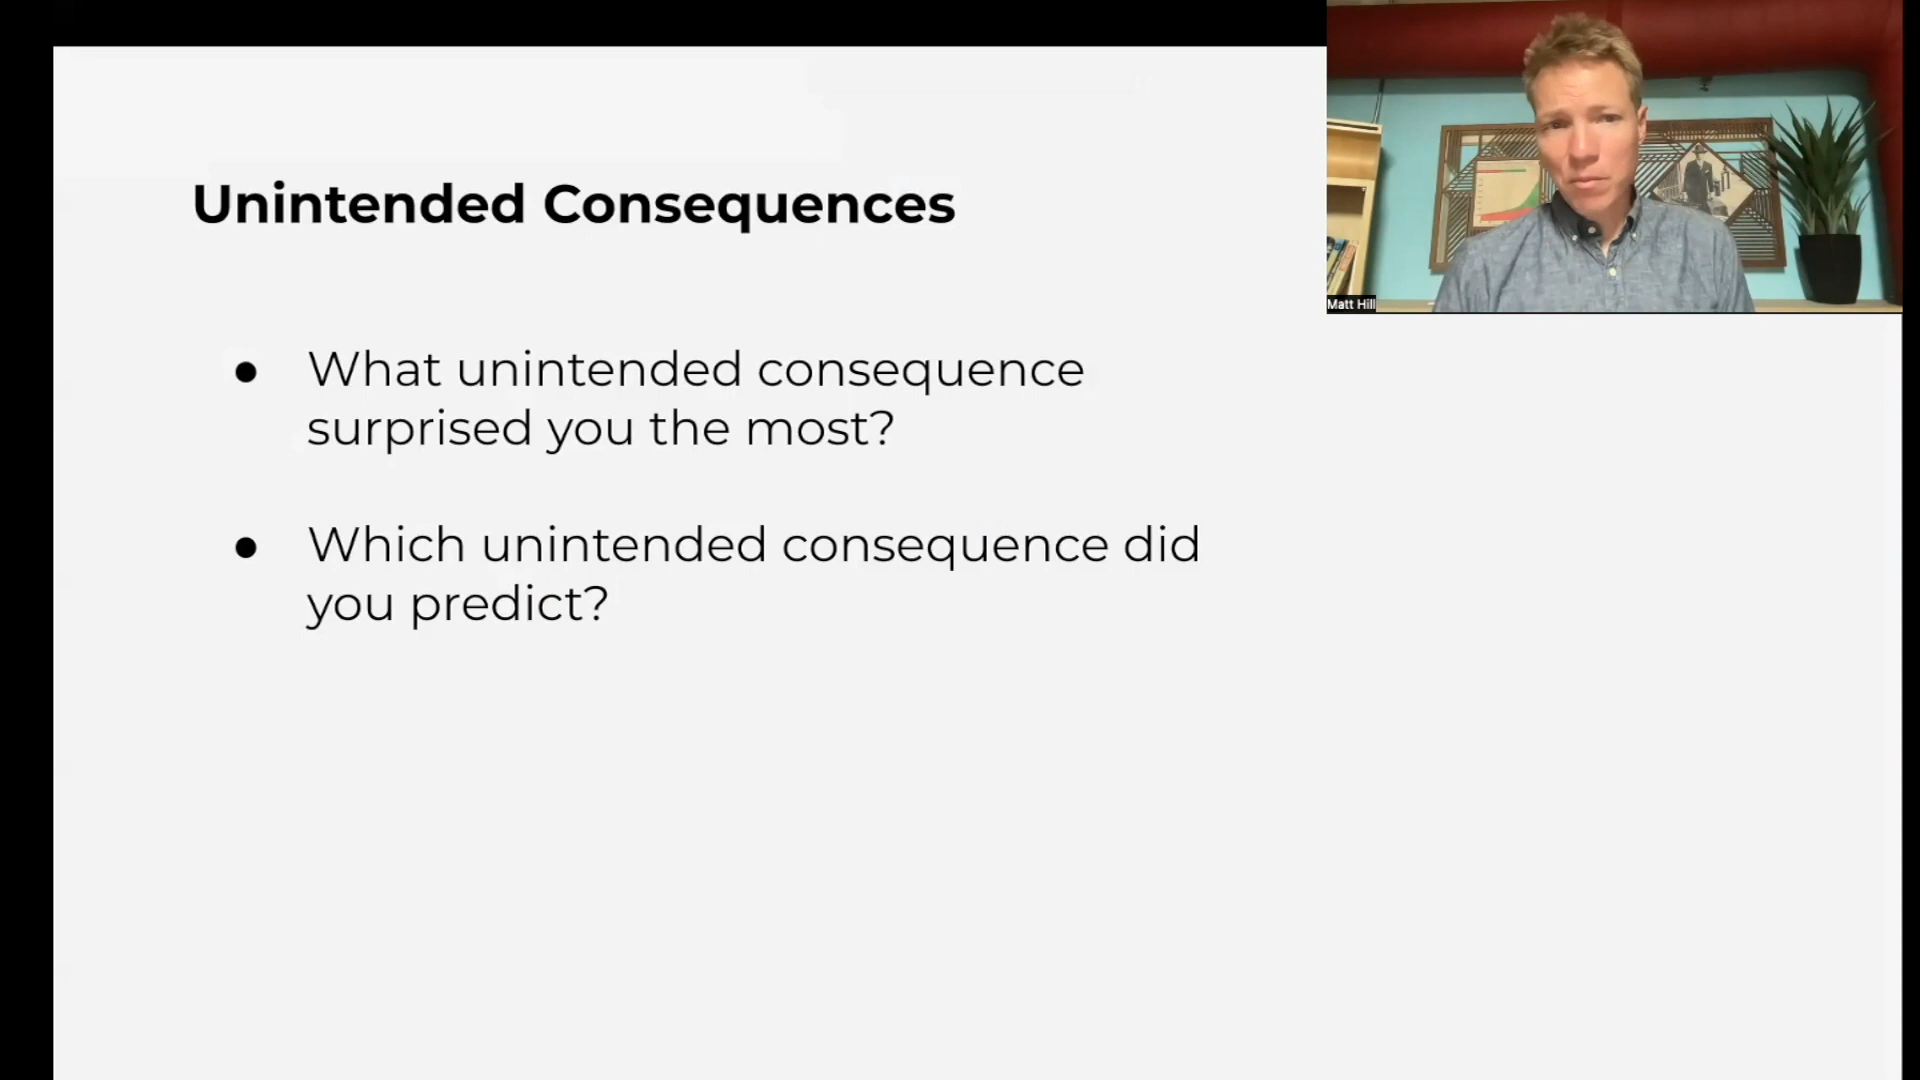 Unintended Consequences
● What unintended consequence
surprised you the most?
● Which unintended consequence did
you predict?
Matt Hill